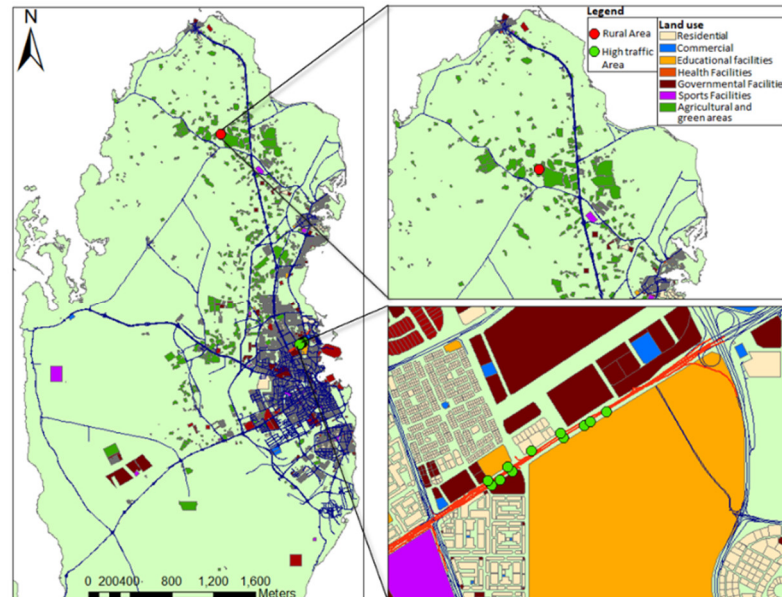 N
Legend
Rural Area
High traffic
Area
Land use
Residential
Commercial
Educational facilities
Health Facilities
Governmental Facilities
Sports Facilities
Agricultural and
green areas
0 200400 800 1,200 1,600
Meters